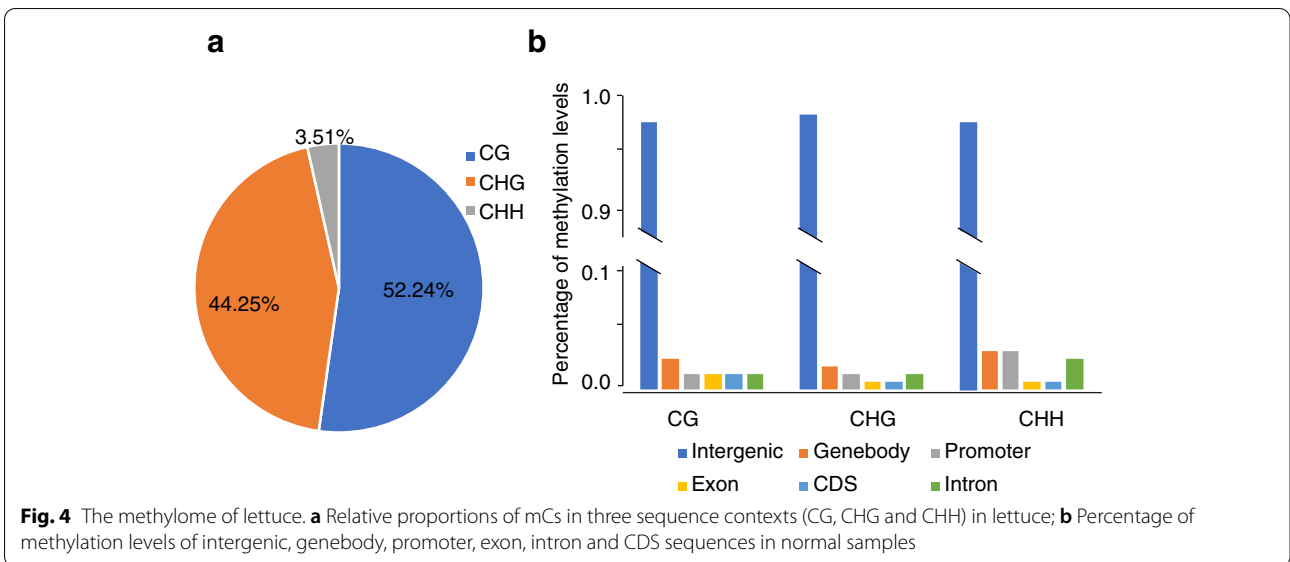 a
b
3.51%
CG
CHG
CHH
44.25%
52.24%
Percentage of methylation levels
1.0
0.9
0.1
0.0
CG CHG CHH
Intergenic Genebody Promoter
Exon CDS Intron
Fig. 4 The methylome of lettuce. a Relative proportions of mCs in three sequence contexts (CG, CHG and CHH) in lettuce; b Percentage of
methylation levels of intergenic, genebody, promoter, exon, intron and CDS sequences in normal samples